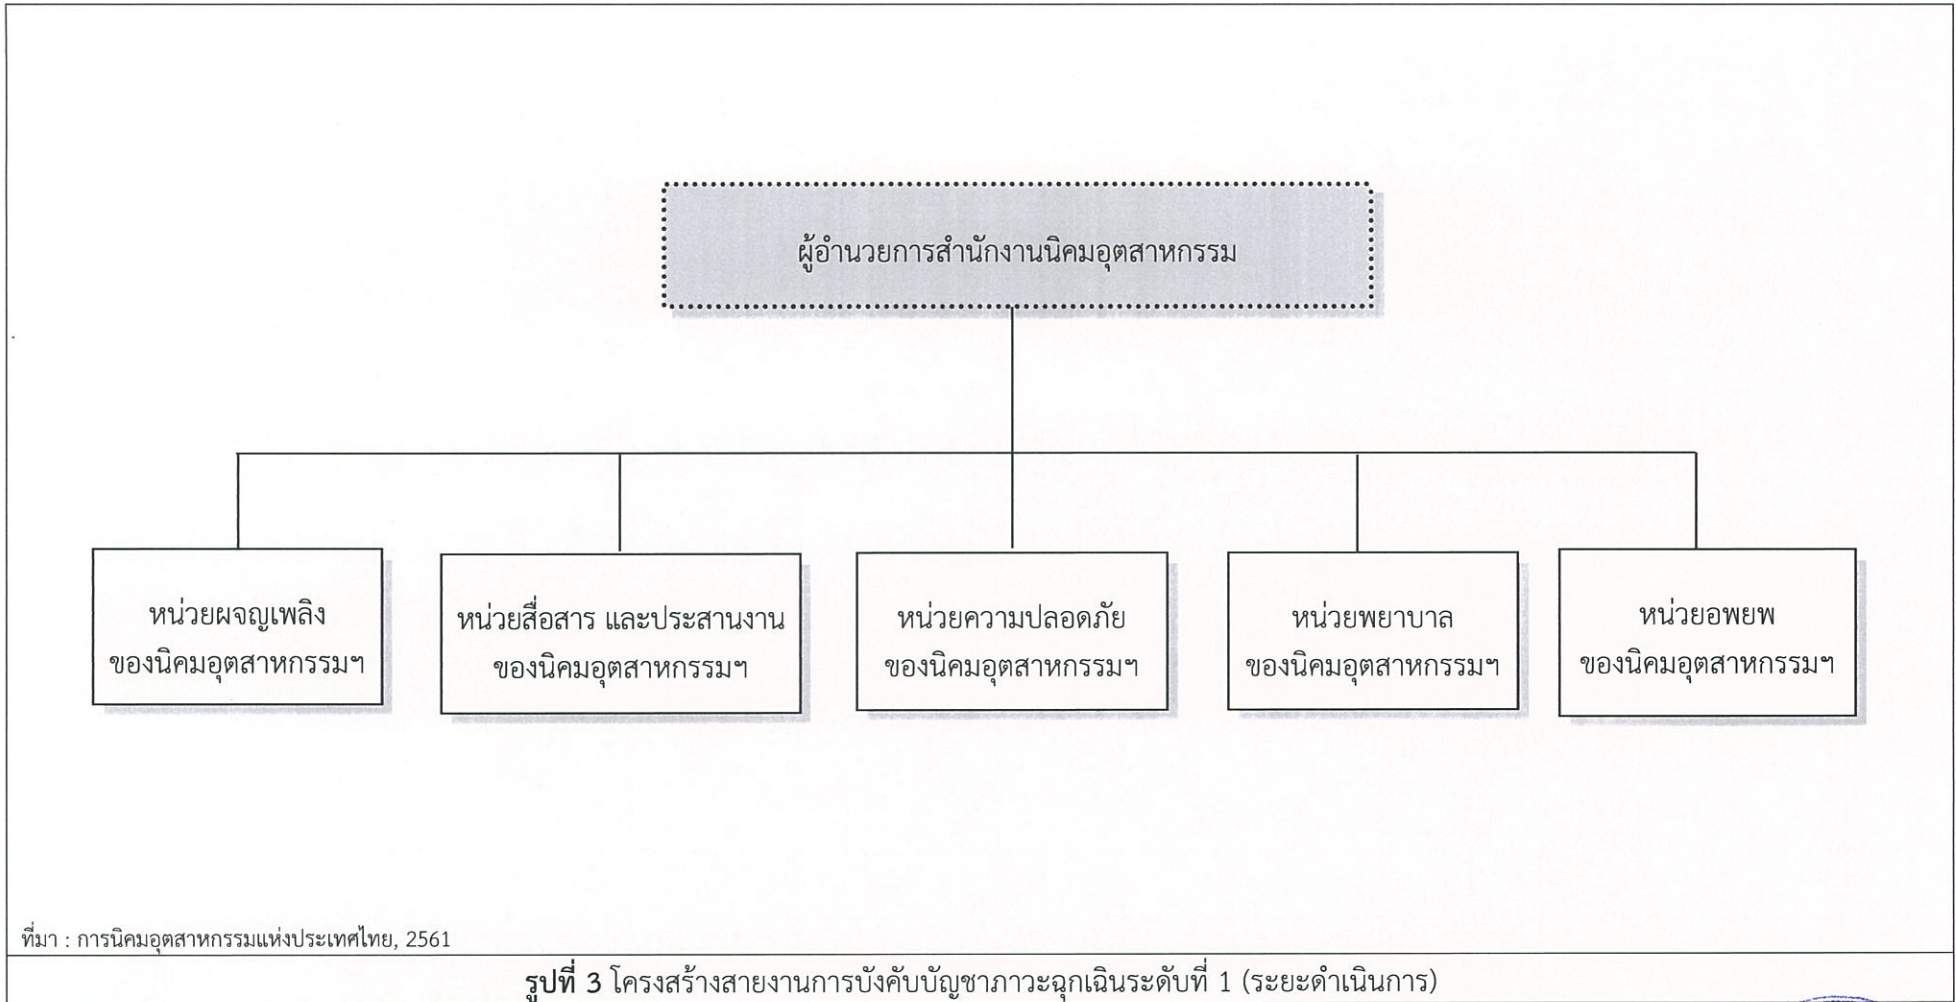 ผู้อำนวยการสำนักงานนิคมอุตสาหกรรม
หน่วยผจญเพลิง
ของนิคมอุตสาหกรรมฯ
หน่วยสื่อสาร และประสานงาน
ของนิคมอุตสาหกรรมฯ
หน่วยความปลอดภัย
ของนิคมอุตสาหกรรมฯ
หน่วยพยาบาล
ของนิคมอุตสาหกรรมฯ
หน่วยอพยพ
ของนิคมอุตสาหกรรมฯ
ที่มา : การนิคมอุตสาหกรรมแห่งประเทศไทย, 2561
รูปที่ 3 โครงสร้างสายงานการบังคับบัญชาภาวะฉุกเฉินระดับที่ 1 (ระยะดำเนินการ)